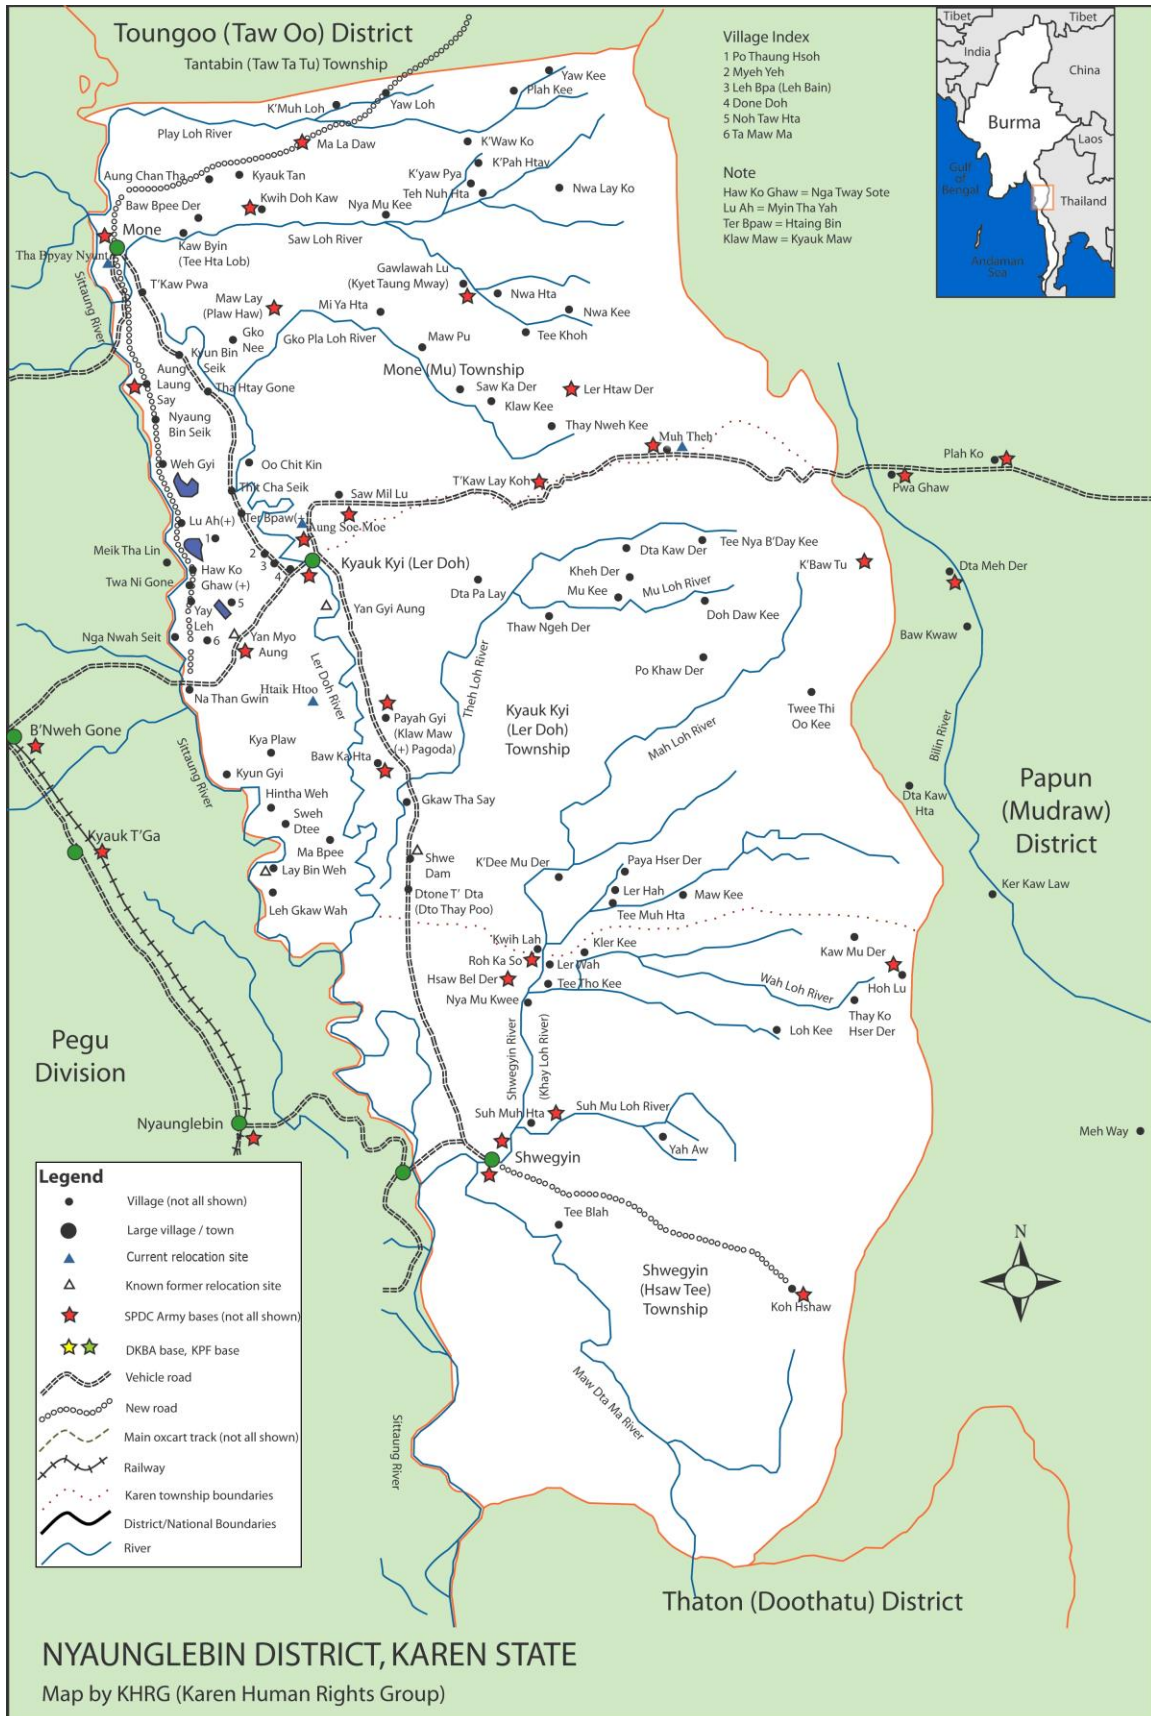 Toungoo (Taw Oo) District
Tantabin (Taw Ta Tu) Township
Village Index
1 Po Thaung Hsoh
2 Myeh Yeh
3 Leh Bpa (Leh Bain)
4 Done Doh
5 Noh Taw Hta
6 Ta Maw Ma
Note
Haw Ko Ghaw = Nga Tway Sote
Lu Ah = Myin Tha Yah
Ter Bpaw = Htaing Bin
Klaw Maw = Kyauk Maw
Tibet
Tibet
India
China
Burma
Laos
Gulf
of
Bengal
Thailand
Andaman
Sea
Yaw Kee
Plah Kee
K'Muh Loh
Yaw Loh
Play Loh River
Ma La Daw
K'Waw Ko
K'Pah Htay
Aung Chan Tha
Kyauk Tan
K'yaw Pya
Teh Nuh Hta
Nwa Lay Ko
Baw Bpee Der
Kwih Doh Kaw
Nya Mu Kee
Mone
Kaw Byin
(Tee Hta Lob)
Saw Loh River
Tha Bpyay Nyunt
Gawlawah Lu
(Kyet Taung Mway)
T'Kaw Pwa
Nwa Hta
Sittaung River
Maw Lay
(Plaw Haw)
Mi Ya Hta
Nwa Kee
Gko
Nee
Gko Pla Loh River
Maw Pu
Tee Khoh
Kyun Bin
Seik
Aung
Laung
Say
Mone (Mu) Township
Tha Htay Gone
Saw Ka Der
Ler Htaw Der
Klaw Kee
Nyaung
Bin Seik
Thay Nweh Kee
Muh Theh
Plah Ko
Weh Gyi
Oo Chit Kin
Pwa Ghaw
Thit Cha Seik
Saw Mil Lu
T'Kaw Lay Koh
Lu Ah(+)
Ter Bpaw(+)
Aung Soe Moe
1
Meik Tha Lin
2
3
4
Kyauk Kyi (Ler Doh)
Dta Kaw Der
Tee Nya B'Day Kee
K'Baw Tu
Dta Meh Der
Twa Ni Gone
Haw Ko
Ghaw (+)
Kheh Der
Mu Kee
Mu Loh River
Dta Pa Lay
5
Yay
Leh
Yan Gyi Aung
Thaw Ngeh Der
Doh Daw Kee
Baw Kwaw
Nga Nwah Seit
6
Yan Myo
Aung
Po Khaw Der
Ler Doh River
Theh Loh River
Na Than Gwin
Htaik Htoo
Twee Thi
Oo Kee
Kyauk Kyi
(Ler Doh)
Township
Payah Gyi
(Klaw Maw
(+) Pagoda)
Mah Loh River
Bilin River
B'Nweh Gone
Sittaung River
Kya Plaw
Baw Ka Hta
Kyun Gyi
Papun
(Mudraw)
District
Dta Kaw
Hta
Hintha Weh
Gkaw Tha Say
Sweh
Dtee
Kyauk T'Ga
Ma Bpee
Shwe
Dam
K'Dee Mu Der
Paya Hser Der
Lay Bin Weh
Ler Hah
Maw Kee
Ker Kaw Law
Leh Gkaw Wah
Dtone T' Dta
(Dto Thay Poo)
Tee Muh Hta
Kwih Lah
Kler Kee
Kaw Mu Der
Roh Ka So
Ler Wah
Hsaw Bel Der
Tee Tho Kee
Wah Loh River
Hoh Lu
Nya Mu Kwee
Thay Ko
Hser Der
Loh Kee
Pegu
Division
Shwegyin River
(Khay Loh River)
Suh Muh Hta
Suh Mu Loh River
Nyaunglebin
Yah Aw
Meh Way
Shwegyin
Tee Blah
Shwegyin
(Hsaw Tee)
Township
Koh Hshaw
N
Maw Dta Ma River
Sittaung River
Legend
Village (not all shown)
Large village / town
Current relocation site
Known former relocation site
SPDC Army bases (not all shown)
DKBA base, KPF base
Vehicle road
New road
Main oxcart track (not all shown)
Railway
Karen township boundaries
District/National Boundaries
River
Thaton (Doothatu) District
NYAUNGLEBIN DISTRICT, KAREN STATE
Map by KHRG (Karen Human Rights Group)